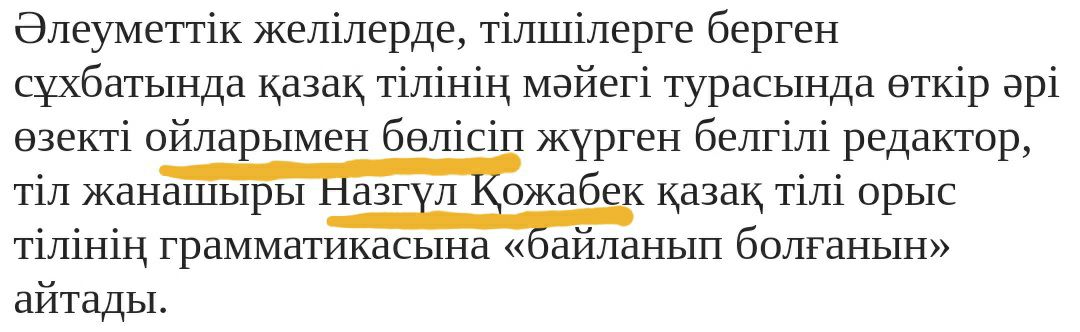 Әлеуметтік желілерде, тілшілерге берген
сұхбатында қазақ тілінің мәйегі турасында өткір әрі
өзекті ойларымен бөлісіп жүрген белгілі редактор,
тіл жанашыры Назгүл Қожабек қазақ тілі орыс
тілінің грамматикасына «байланып болғанын»
айтады.